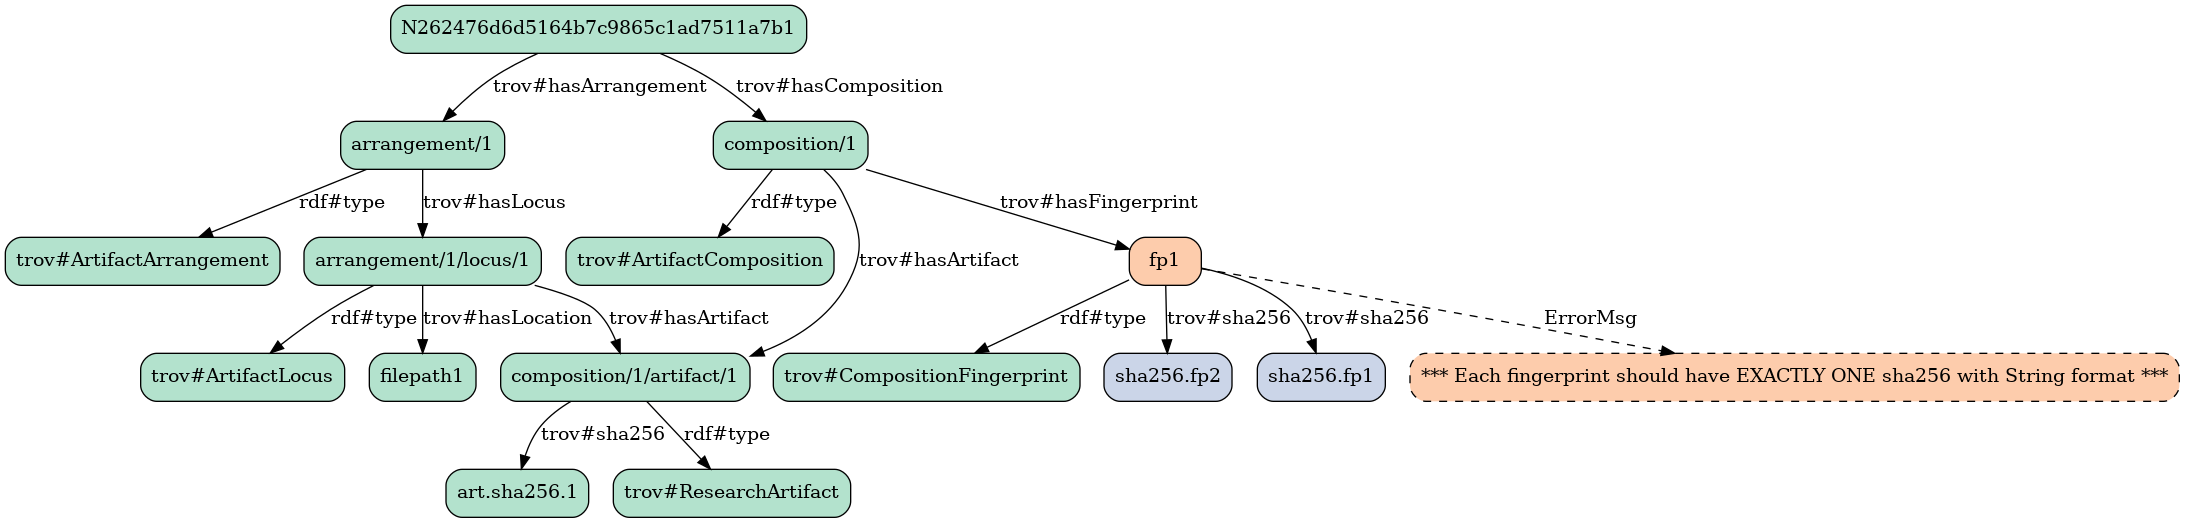 N262476d6d5164b7c9865c1ad7511a7b1
trov#hasArrangement
trov#hasComposition
arrangement/1
composition/1
rdf#type
trov#hasLocus
rdf#type
trov#hasFingerprint
trov#ArtifactArrangement
arrangement/1/locus/1
trov#ArtifactComposition
trov#hasArtifact
fp1
rdf#type
trov#hasLocation
trov#hasArtifact
rdf#type
trov#sha256
trov#sha256
ErrorMsg
trov#ArtifactLocus
filepath1
composition/1/artifact/1
trov#CompositionFingerprint
sha256.fp2
sha256.fp1
*** Each fingerprint should have EXACTLY ONE sha256 with String format ***
trov#sha256
rdf#type
art.sha256.1
trov#ResearchArtifact